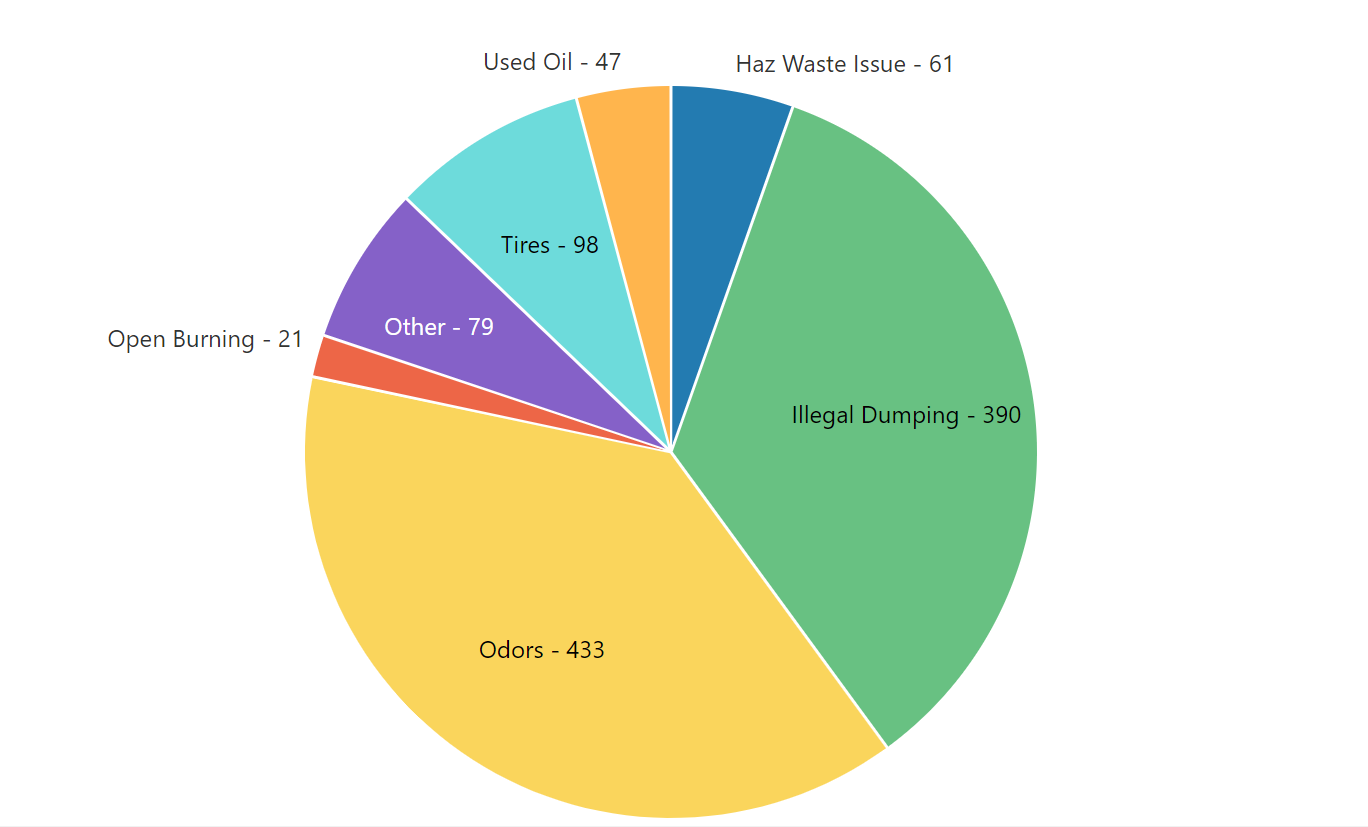 Used Oil - 47
Haz Waste Issue - 61
Tires - 98
Other - 79
Open Burning - 21
Illegal Dumping - 390
Odors - 433